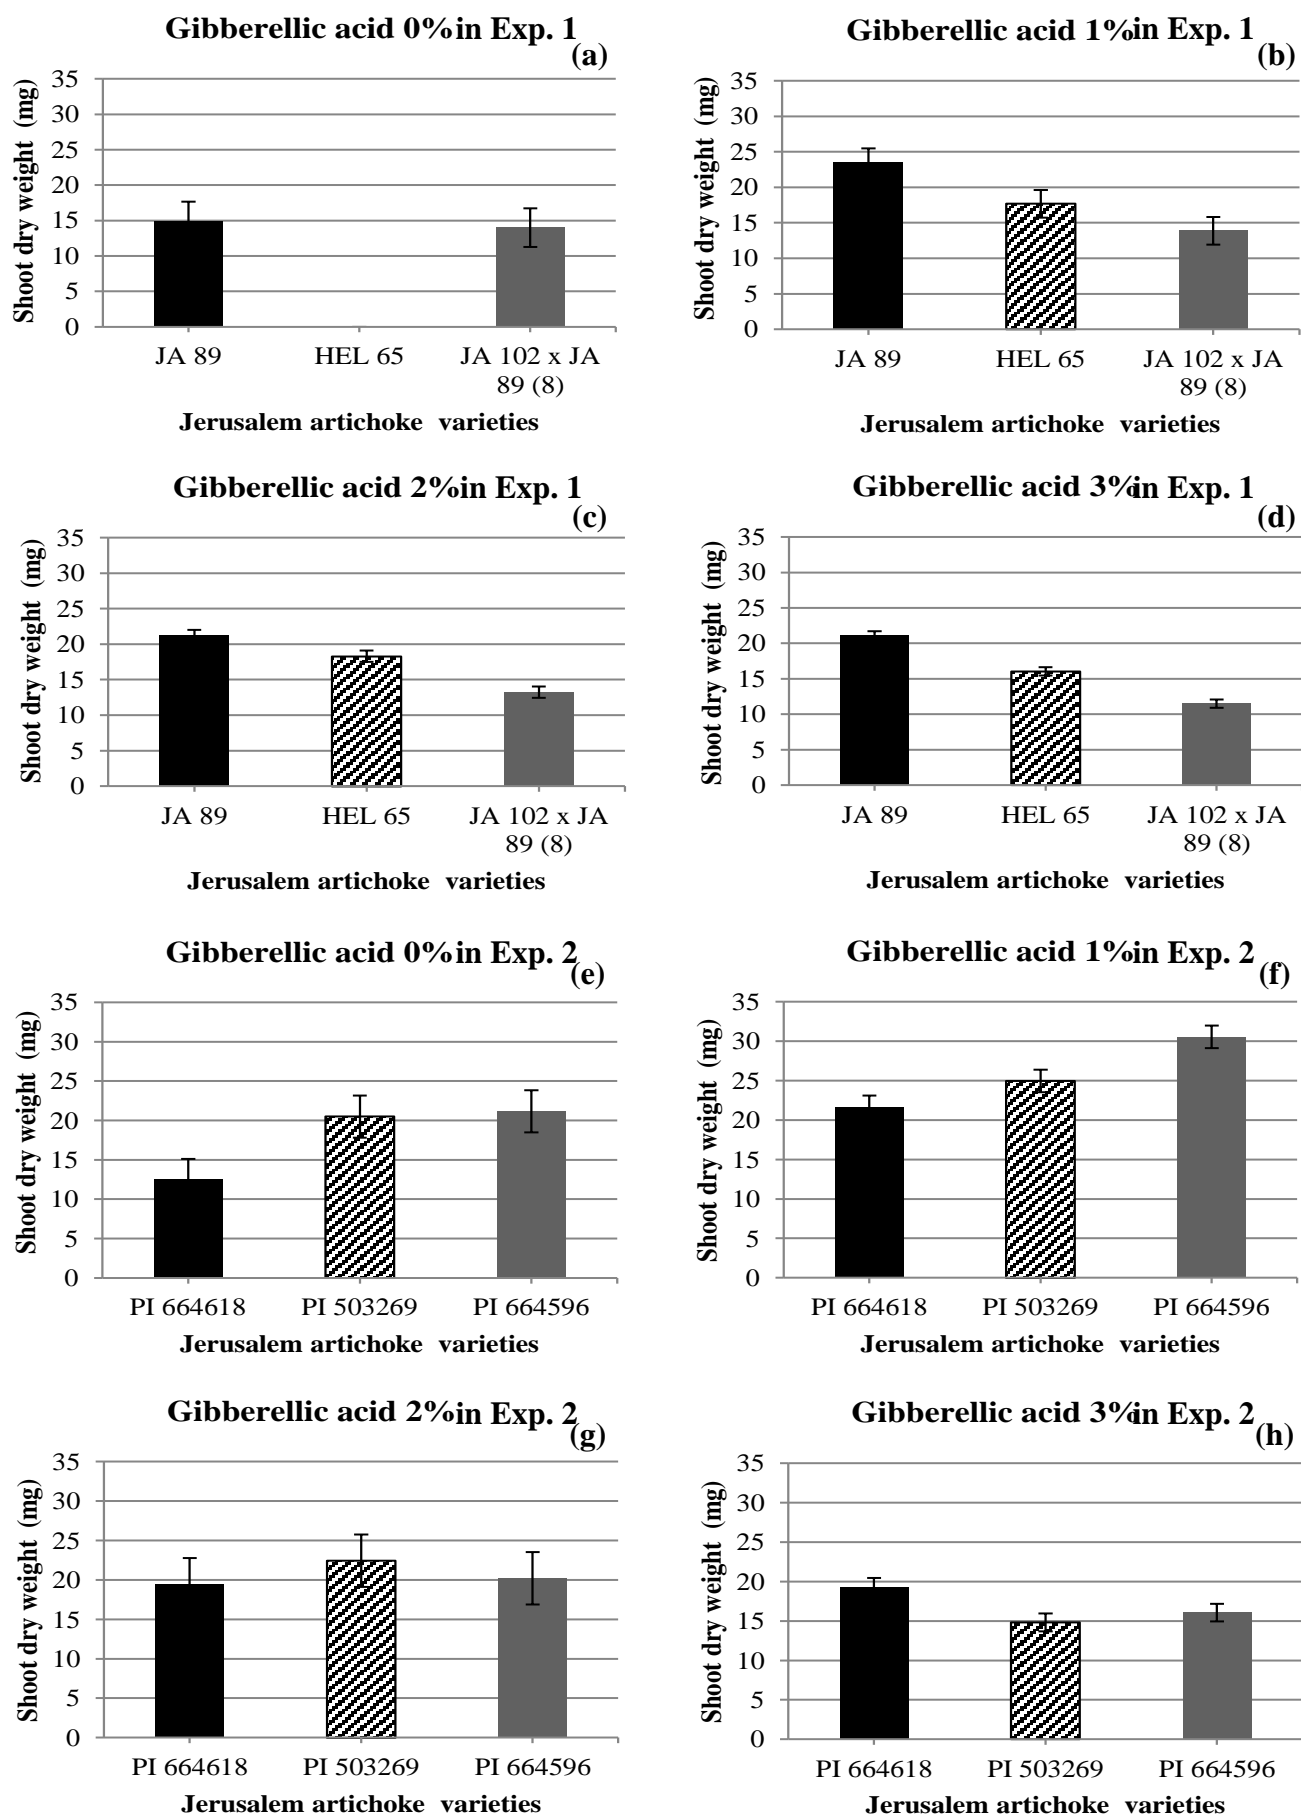 Gibberellic acid 0% in Exp. 1
(a)
Shoot dry weight (mg)
35
30
25
20
15
10
5
0
JA 89 HEL 65 JA 102 x JA
89 (8)
Jerusalem artichoke varieties
Gibberellic acid 1% in Exp. 1
(b)
Shoot dry weight (mg)
35
30
25
20
15
10
5
0
JA 89 HEL 65 JA 102 x JA
89 (8)
Jerusalem artichoke varieties
Gibberellic acid 2% in Exp. 1
(c)
Shoot dry weight (mg)
35
30
25
20
15
10
5
0
JA 89 HEL 65 JA 102 x JA
89 (8)
Jerusalem artichoke varieties
Gibberellic acid 3% in Exp. 1
(d)
Shoot dry weight (mg)
35
30
25
20
15
10
5
0
JA 89 HEL 65 JA 102 x JA
89 (8)
Jerusalem artichoke varieties
Gibberellic acid 0% in Exp. 2
(e)
Shoot dry weight (mg)
35
30
25
20
15
10
5
0
PI 664618 PI 503269 PI 664596
Jerusalem artichoke varieties
Gibberellic acid 1% in Exp. 2
(f)
Shoot dry weight (mg)
35
30
25
20
15
10
5
0
PI 664618 PI 503269 PI 664596
Jerusalem artichoke varieties
Gibberellic acid 2% in Exp. 2
(g)
Shoot dry weight (mg)
35
30
25
20
15
10
5
0
PI 664618 PI 503269 PI 664596
Jerusalem artichoke varieties
Gibberellic acid 3% in Exp. 2
(h)
Shoot dry weight (mg)
35
30
25
20
15
10
5
0
PI 664618 PI 503269 PI 664596
Jerusalem artichoke varieties